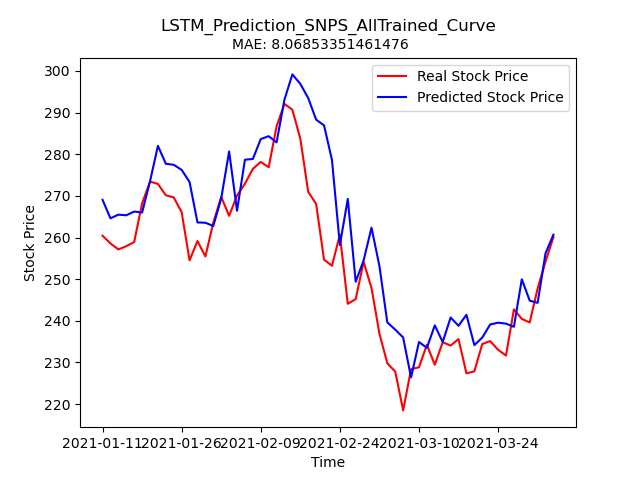 LSTM_Prediction_SNPS_AllTrained_Curve
MAE: 8.06853351461476
Real Stock Price
Predicted Stock Price
300
290
280
270
260
250
240
230
220
Stock Price
2021-01-11 2021-01-26 2021-02-09 2021-02-24 2021-03-10 2021-03-24
Time